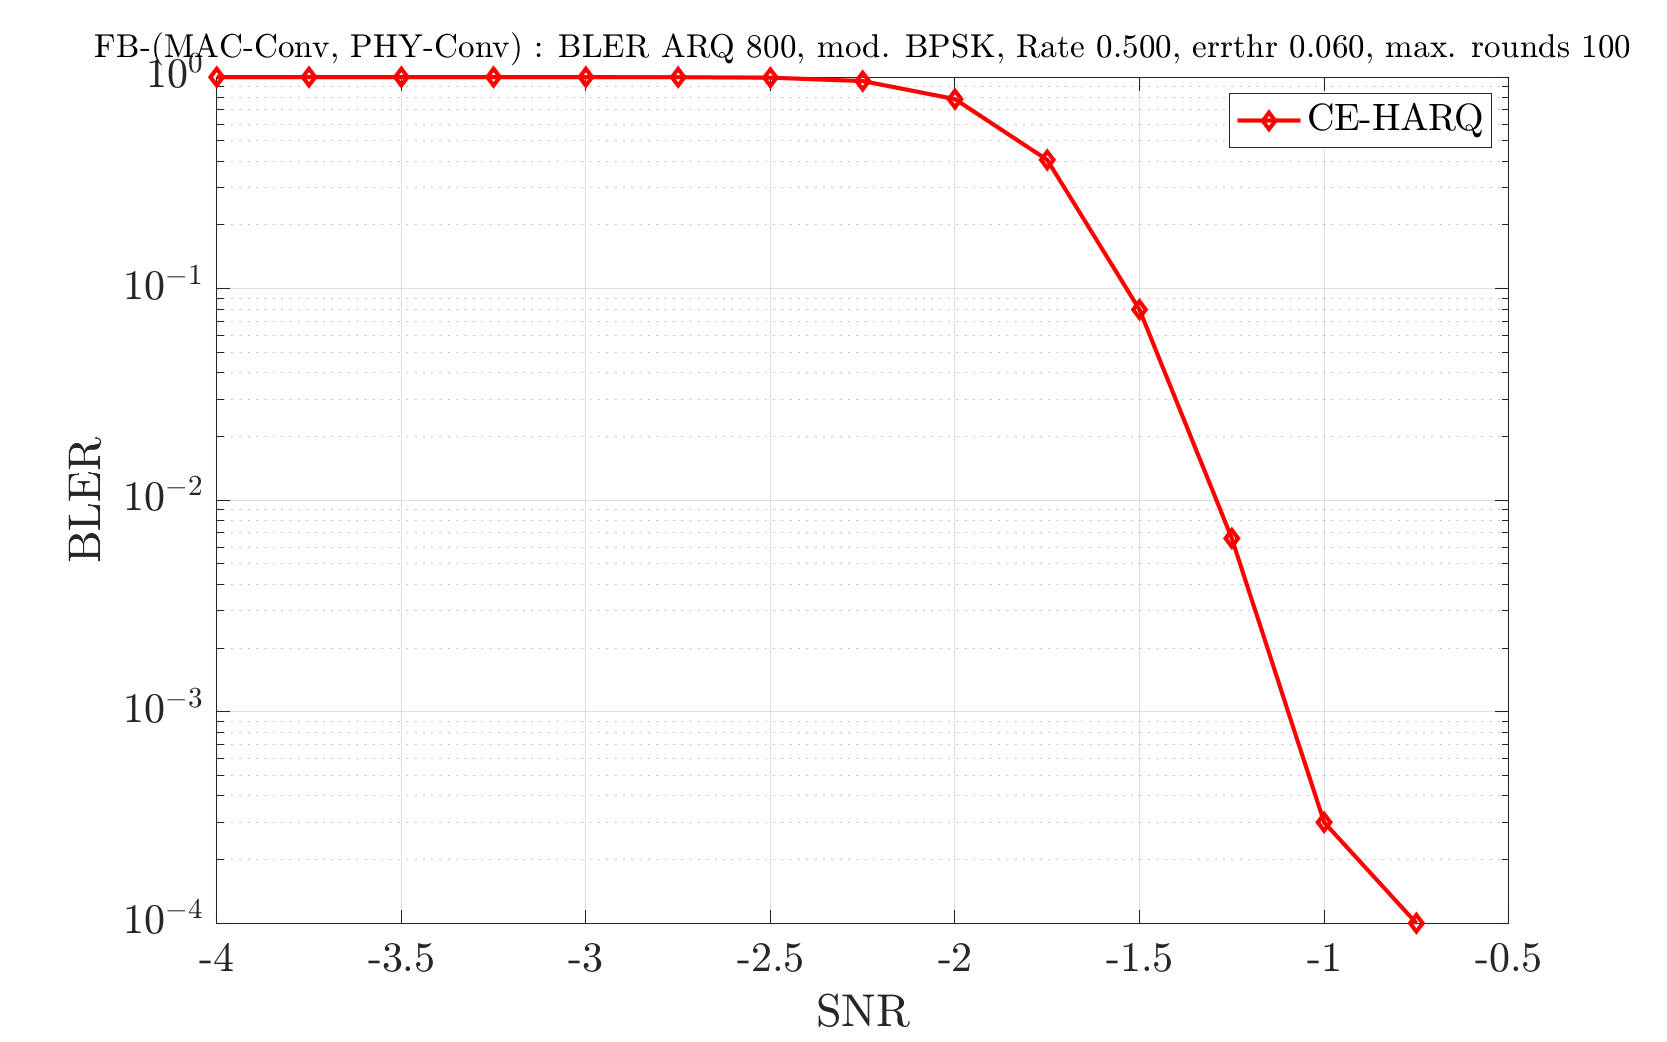 FB-(MAC-Conv, PHY-Conv) : BLER ARQ 800, mod. BPSK, Rate 0.500, errthr 0.060, max. rounds 100
10^0
CE-HARQ
10^−1
10^−2
BLER
10^−3
10^−4
-4 -3.5 -3 -2.5 -2 -1.5 -1 -0.5
SNR